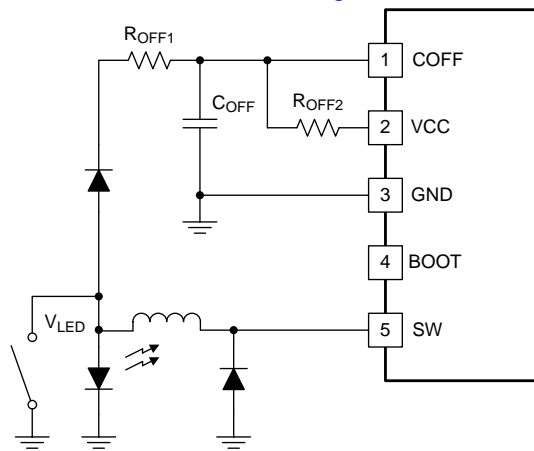 ROFF1
1 COFF
COFF
ROFF2
2 VCC
3 GND
4 BOOT
VLED
5 SW